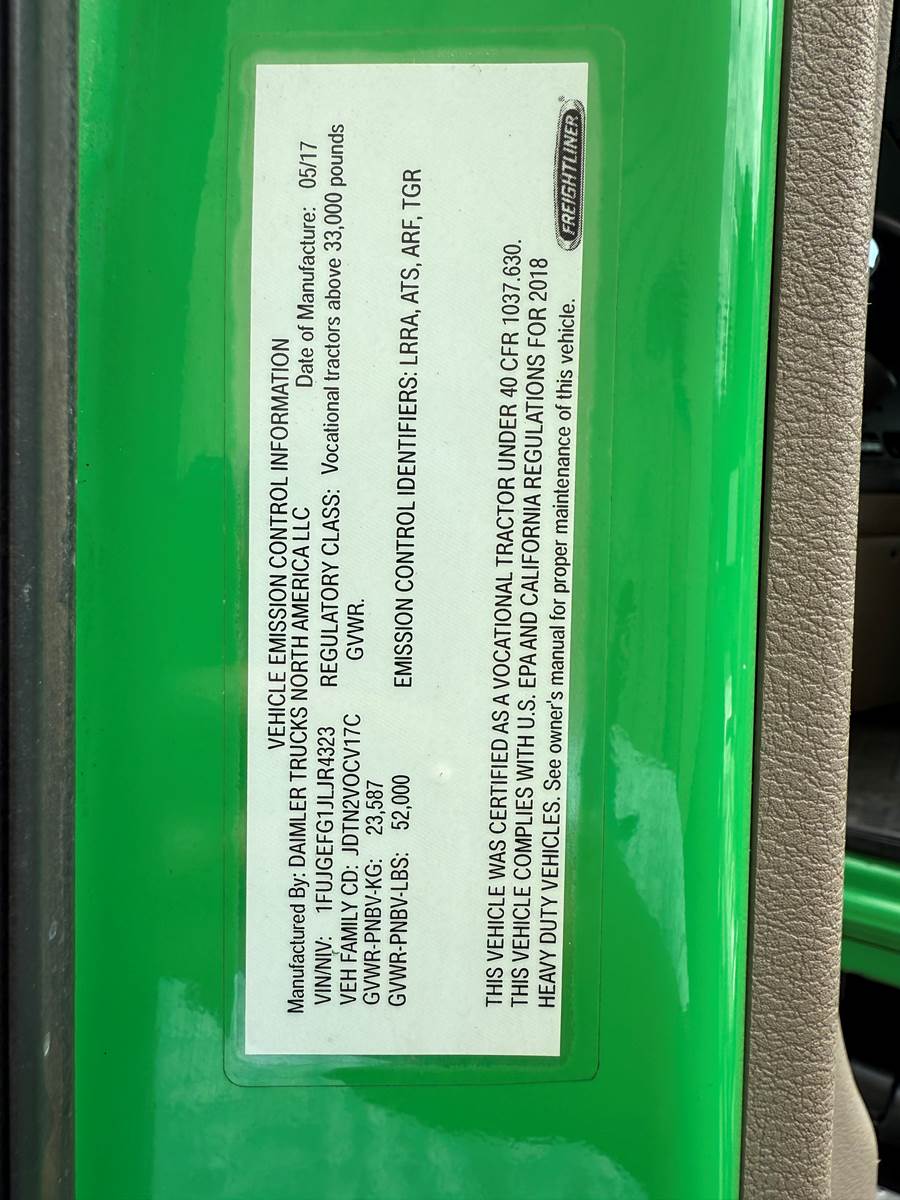 VEHICLE EMISSION CONTROL INFORMATION
Manufactured By: DAIMLER TRUCKS NORTH AMERICA LLC Date of Manufacture: 05/17
VIN/NIV: 1FUJGEFG1JLJR4323 REGULATORY CLASS: Vocational tractors above 33,000 pounds
VEH FAMILY CD: JDTN2VOCV17C GVWR.
GVWR-PNBV-KG: 23,587
GVWR-PNBV-LBS: 52,000 EMISSION CONTROL IDENTIFIERS: LRRA, ATS, ARF, TGR
THIS VEHICLE WAS CERTIFIED AS A VOCATIONAL TRACTOR UNDER 40 CFR 1037.630.
THIS VEHICLE COMPLIES WITH U.S. EPA AND CALIFORNIA REGULATIONS FOR 2018
HEAVY DUTY VEHICLES. See owner's manual for proper maintenance of this vehicle.
FREIGHTLINER®